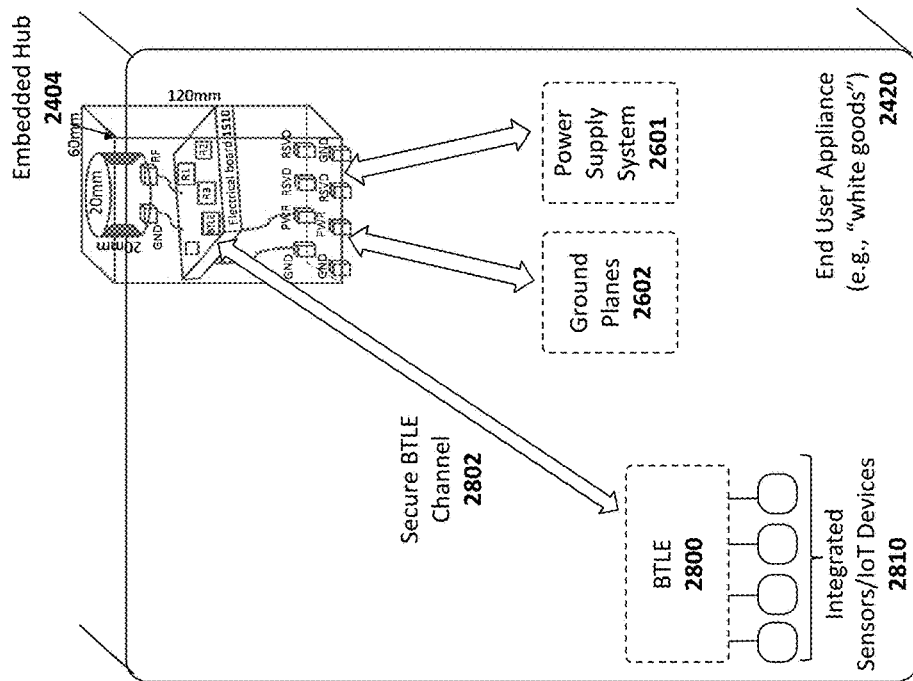 Embedded Hub
2404
60mm
120mm
20mm
20mm
GND
RF
R1
R2
R3
Electrical board 1510
GND
PWR
RSVD
RSVD
GND
PWR
RSVD
GND
Secure BTLE
Channel
2802
Ground
Planes
2602
Power
Supply
System
2601
BTLE
2800
Integrated
Sensors/IoT Devices
2810
End User Appliance
(e.g., "white goods")
2420